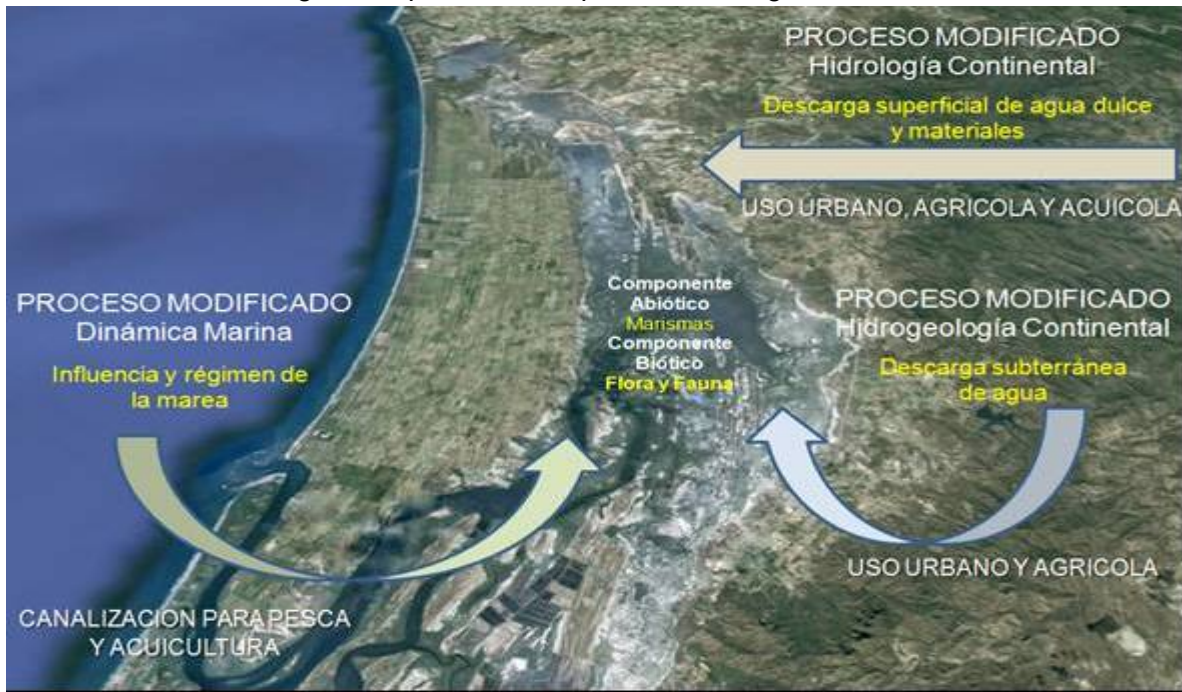 PROCESO MODIFICADO
Hidrología Continental
Descarga superficial de agua dulce
y materiales
USO URBANO, AGRICOLA Y ACUICOLA
PROCESO MODIFICADO
Dinámica Marina
Influencia y régimen de
la marea
CANALIZACION PARA PESCA
Y ACUICULTURA
Componente
Abiótico
Marismas
Componente
Biótico
Flora y Fauna
PROCESO MODIFICADO
Hidrogeología Continental
Descarga subterránea
de agua
USO URBANO Y AGRICOLA